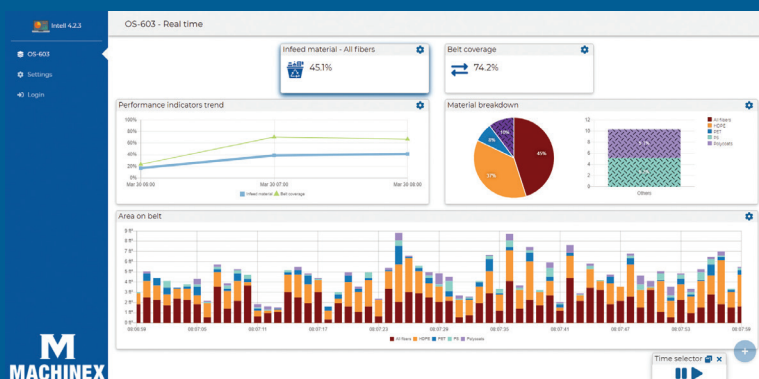 Intell 4.2.3
OS-603 - Real time
OS-603
Settings
Login
Infeed material - All fibers
45.1%
Belt coverage
74.2%
Performance indicators trend
100%
80%
60%
40%
20%
0%
Mar 30 07:00
Mar 30 08:00
Infeed material
Belt coverage
Material breakdown
45%
37%
8%
10%
12
10
8
6
4
2
0
Others
All fibers
HDPE
PET
PS
Polycoats
Area on belt
08:06:59
08:07:05
08:07:11
08:07:17
08:07:23
08:07:29
08:07:35
08:07:41
08:07:47
08:07:53
08:07:59
All fibers
HDPE
PET
PS
Polycoats
Time selector
M
MACHINEX